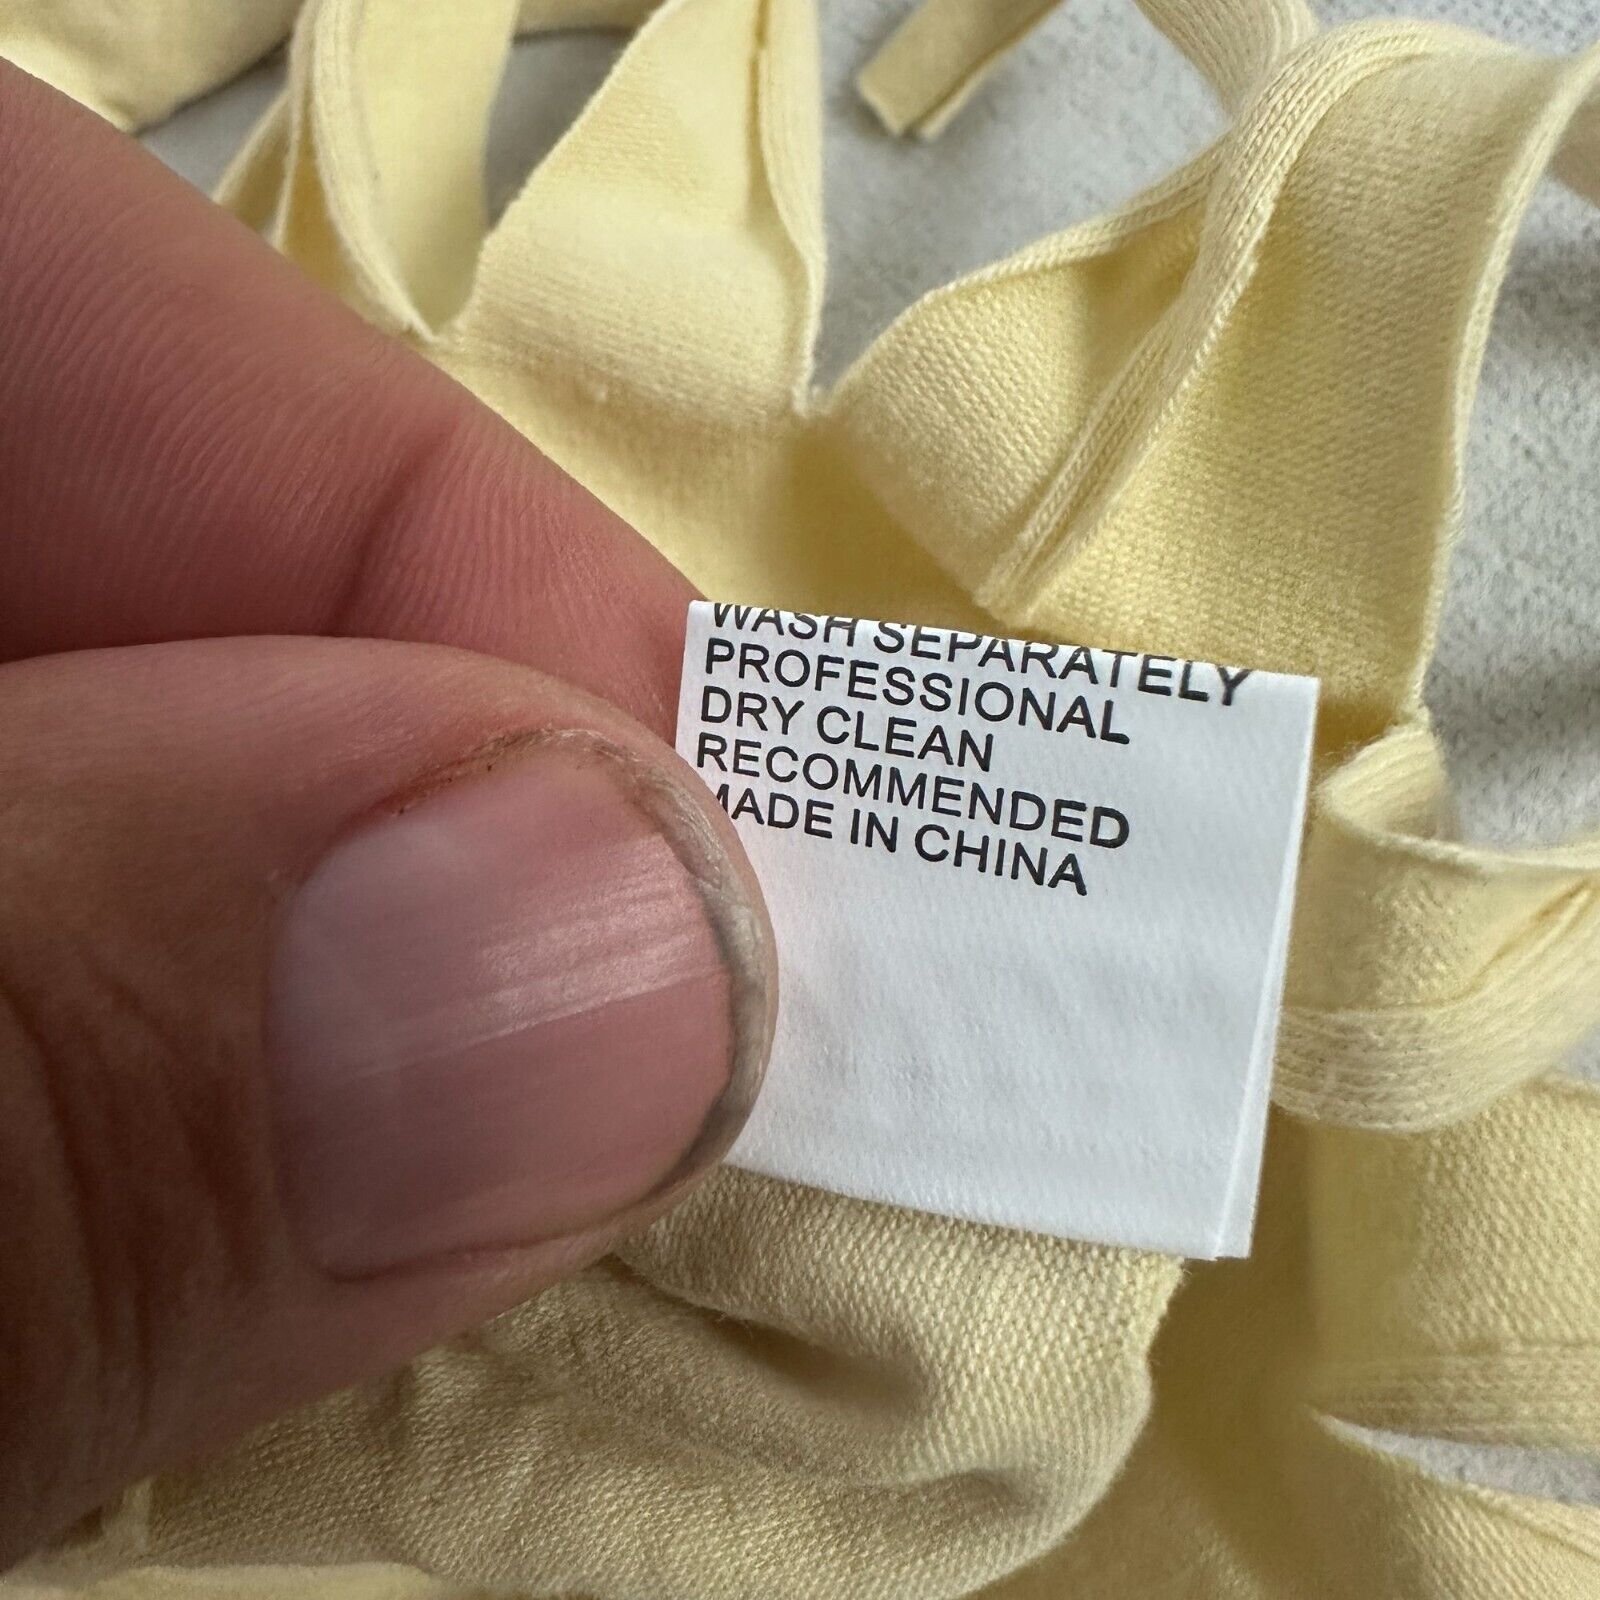 WASH SEPARATELY
PROFESSIONAL
DRY CLEAN
RECOMMENDED
MADE IN CHINA